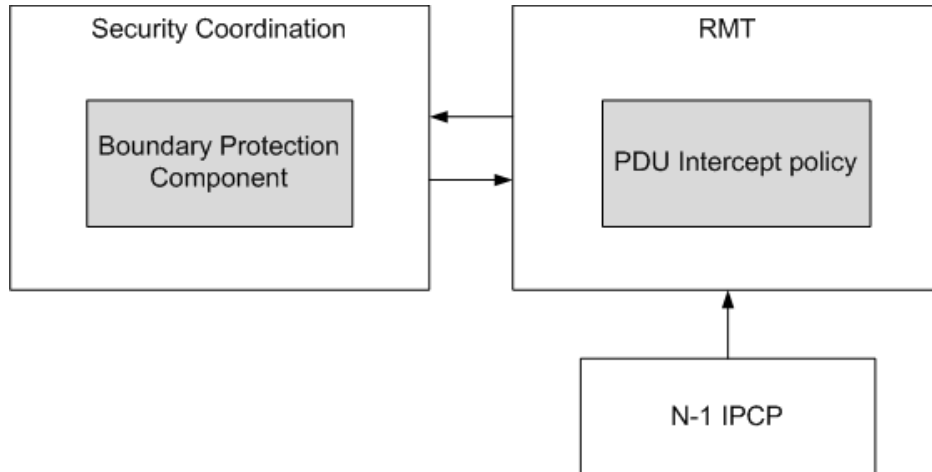 Security Coordination
RMT
Boundary Protection
Component
PDU Intercept policy
N-1 IPCP